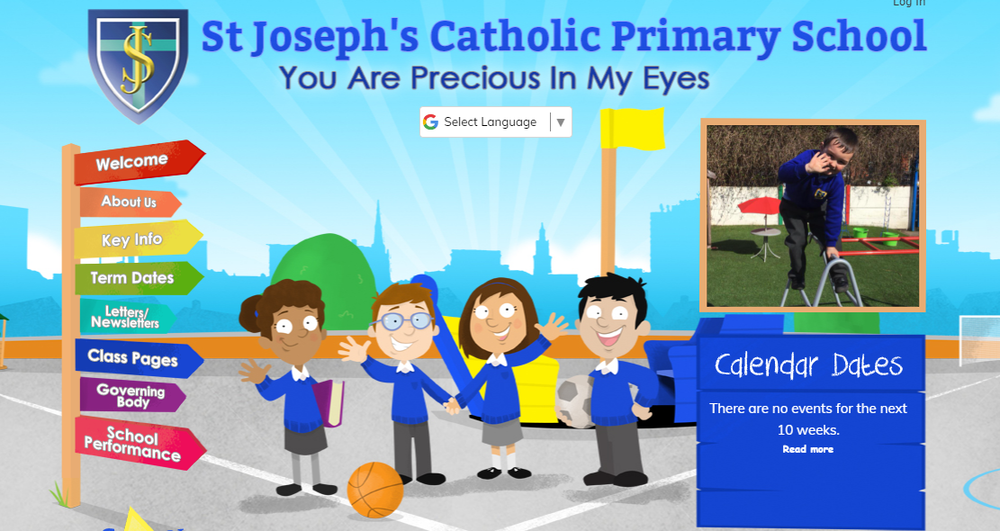 Log in
St Joseph's Catholic Primary School
You Are Precious In My Eyes
Select Language
Welcome
About Us
Key Info
Term Dates
Letters/
Newsletters
Class Pages
Governing
Body
School
Performance
Calendar Dates
There are no events for the next
10 weeks.
Read more